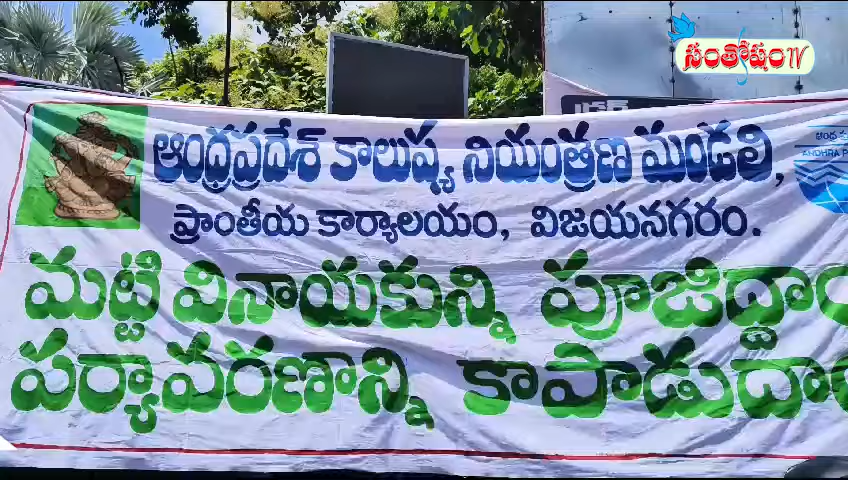 సంతోషం TV
ఆంధ్రప్రదేశ్ కాలుష్య నియంత్రణ మండలి,
ప్రాంతీయ కార్యాలయం, విజయనగరం.
మట్టి వినాయకున్ని పూజిద్దాం
పర్యావరణాన్ని కాపాడుదాం